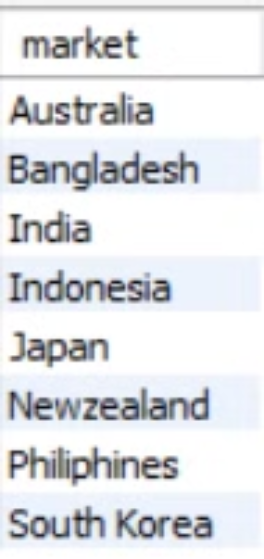 market
Australia
Bangladesh
India
Indonesia
Japan
Newzealand
Philiphines
South Korea